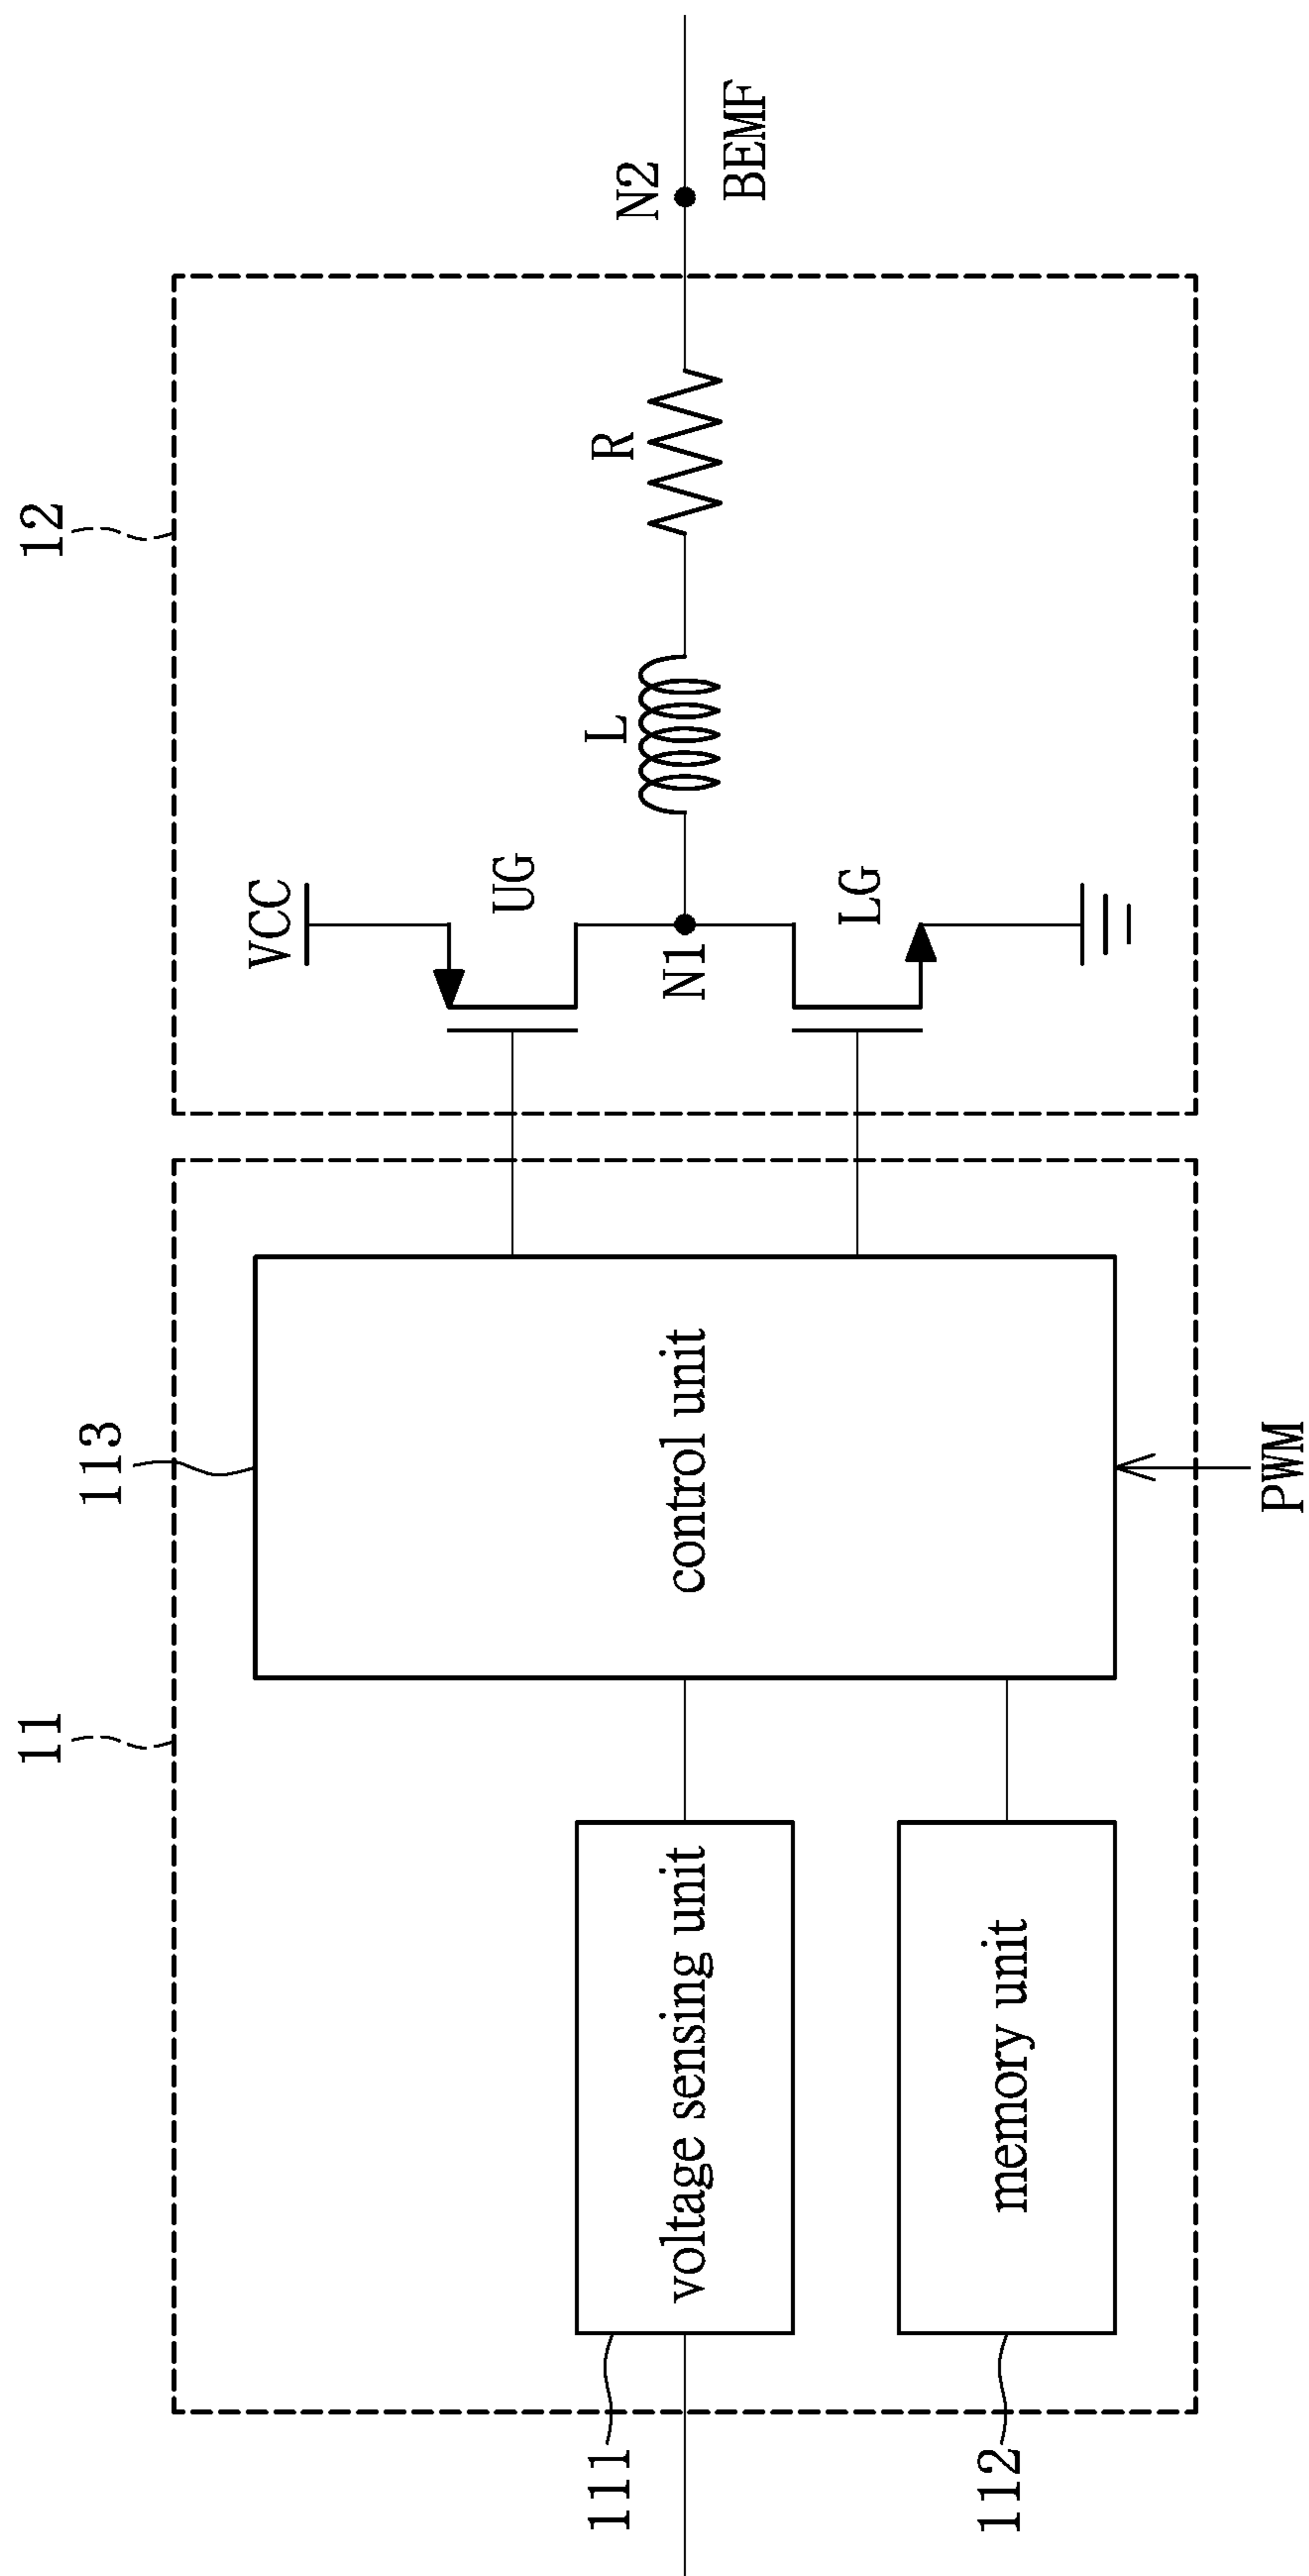 11
12
113
VCC
UG
L
R
N2
N1
BEMF
LG
111
voltage sensing unit
control unit
112
memory unit
PWM